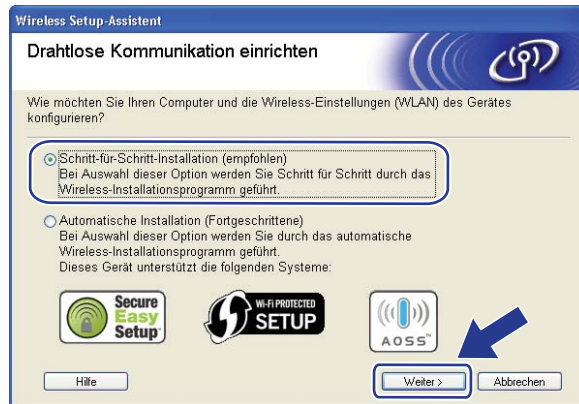 Wireless Setup-Assistent
Drahtlose Kommunikation einrichten
Wie möchten Sie Ihren Computer und die Wireless-Einstellungen (WLAN) des Gerätes
konfigurieren?
Schritt-für-Schritt-Installation (empfohlen)
Bei Auswahl dieser Option werden Sie Schritt für Schritt durch das
Wireless-Installationsprogramm geführt.
Automatische Installation (Fortgeschrittene)
Bei Auswahl dieser Option werden Sie durch das automatische
Wireless-Installationsprogramm geführt.
Dieses Gerät unterstützt die folgenden Systeme:
Secure
Easy
Setup™
WI-FI PROTECTED
SETUP
AOSS™
Hilfe
Weiter >
Abbrechen